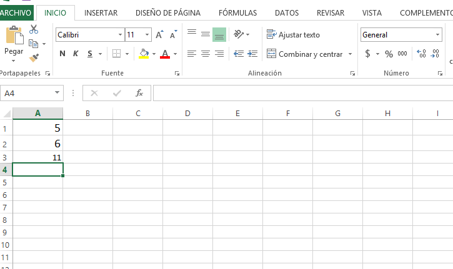 ARCHIVO INICIO INSERTAR DISEÑO DE PÁGINA FÓRMULAS DATOS REVISAR VISTA COMPLEMENTO
Calibri 11 A A Ajustar texto General
Pegar N K S A Combinar y centrar $ % 000
Portapapeles Fuente Alineación Número
A4 fx
A B C D E F G H I
1 5
2 6
3 11
4
5
6
7
8
9
10
11